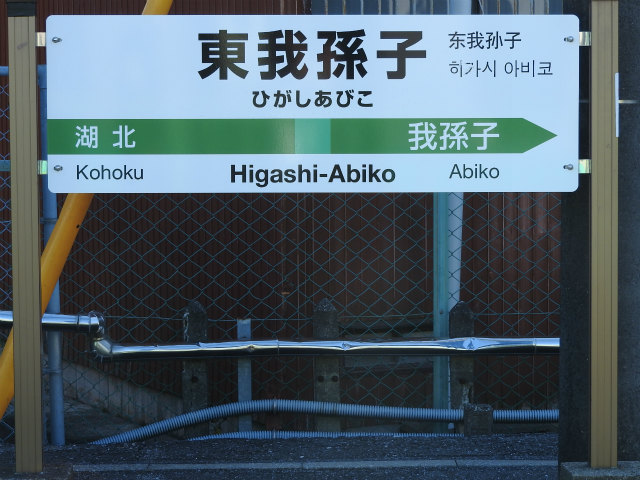 東我孫子
东我孙子
히가시 아비코
ひがしあびこ
湖北 我孫子
Kohoku Higashi-Abiko Abiko